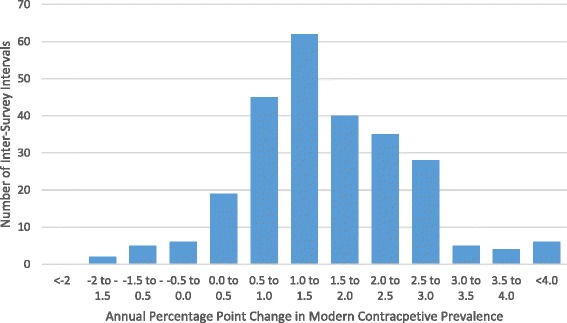 70
60
50
40
30
20
10
0
Number of Inter-Survey Intervals
<-2 -2 to - -1.5 to - -0.5 to 0.0 to 0.5 to 1.0 to 1.5 to 2.0 to 2.5 to 3.0 to 3.5 to <4.0
1.5 0.5 0.0 0.5 1.0 1.5 2.0 2.5 3.0 3.5 4.0
Annual Percentage Point Change in Modern Contracpetive Prevalence